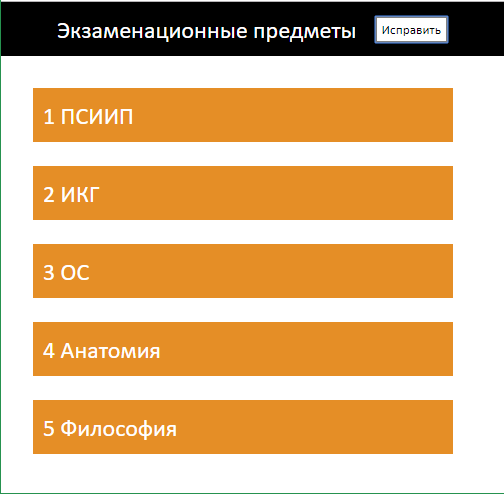 Экзаменационные предметы Исправить
1 ПСИИП
2 ИКГ
3 ОС
4 Анатомия
5 Философия